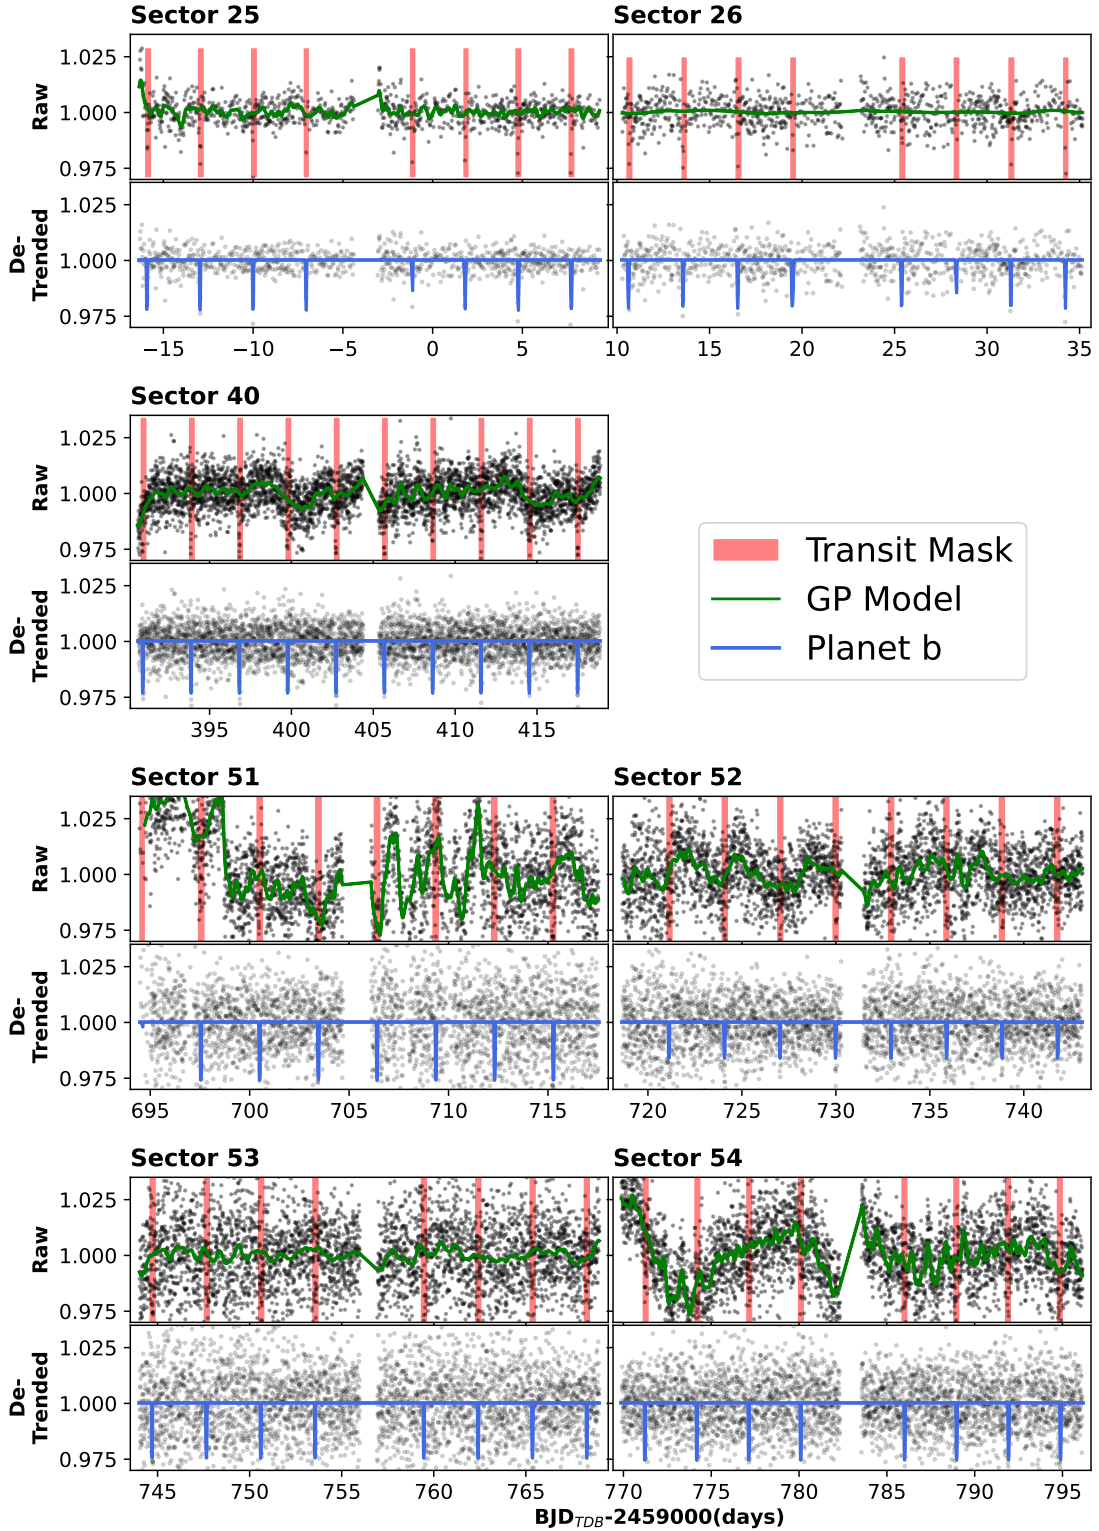 Sector 25
Sector 26
Raw
1.025
1.000
0.975
De-
Trended
1.025
1.000
0.975
−15 −10 −5 0 5
10 15 20 25 30 35
Sector 40
Raw
1.025
1.000
0.975
De-
Trended
1.025
1.000
0.975
395 400 405 410 415
Transit Mask
GP Model
Planet b
Sector 51
Sector 52
Raw
1.025
1.000
0.975
De-
Trended
1.025
1.000
0.975
695 700 705 710 715
720 725 730 735 740
Sector 53
Sector 54
Raw
1.025
1.000
0.975
De-
Trended
1.025
1.000
0.975
745 750 755 760 765
770 775 780 785 790 795
BJD_TDB-2459000(days)